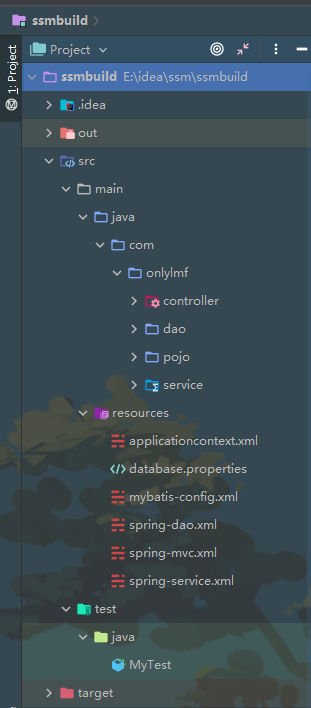 ssmbuild
1: Project
Project
ssmbuild E:\idea\ssm\ssmbuild
.idea
out
src
main
java
com
onlylmf
controller
dao
pojo
service
resources
applicationcontext.xml
database.properties
mybatis-config.xml
spring-dao.xml
spring-mvc.xml
spring-service.xml
test
java
MyTest
target